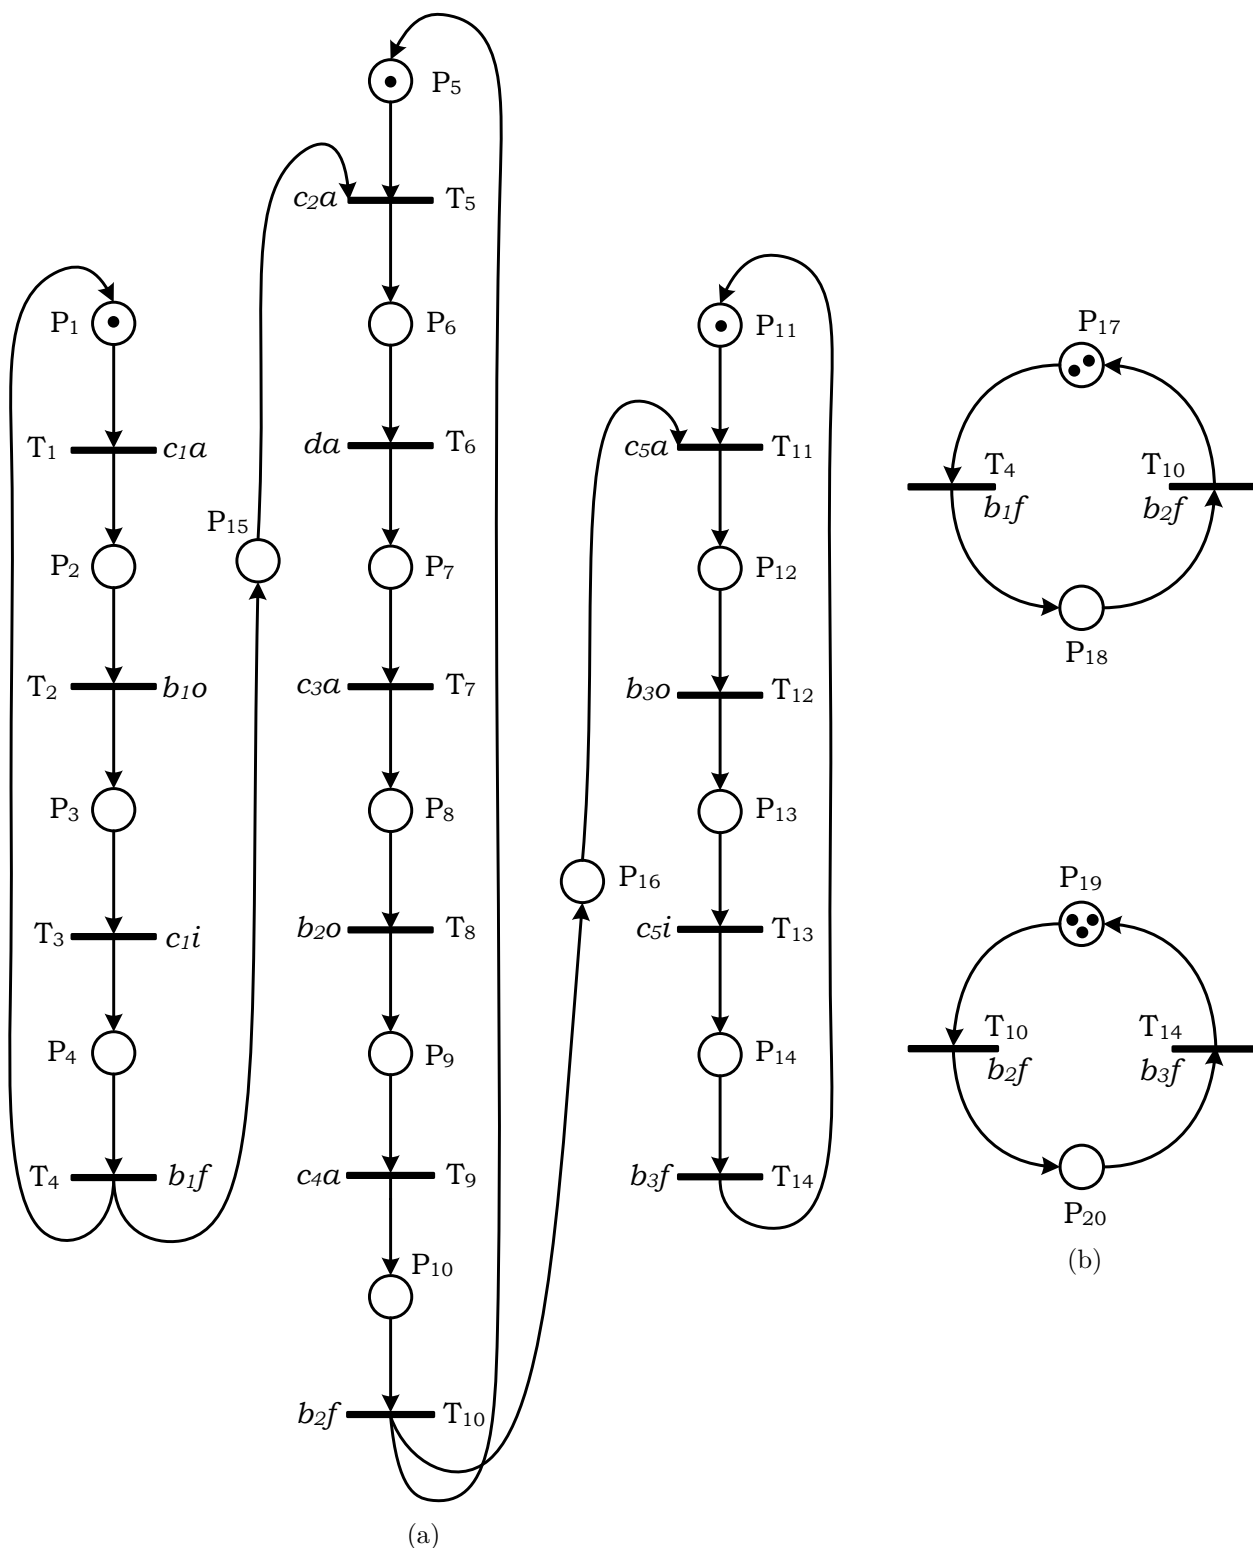 P5
c2a T5
P1 P6 P11 P17
T1 c1a da T6 c5a T11 T4 T10
b1f b2f
P15
P2 P7 P12
P18
T2 b1o c3a T7 b3o T12
P3 P8 P13
P16 P19
T3 c1i b2o T8 c5i T13
P4 P9 P14 T10 T14
b2f b3f
T4 b1f c4a T9 b3f T14
P20
P10 (b)
b2f T10
(a)